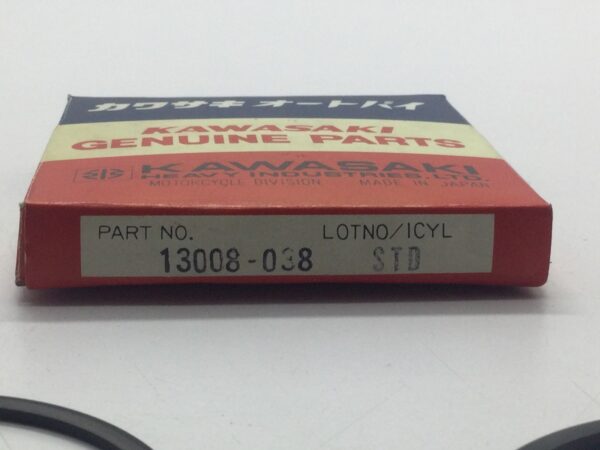 カワサキ オートバイ
KAWASAKI
GENUINE PARTS
KAWASAKI
HEAVY INDUSTRIES, LTD.
MOTORCYCLE DIVISION MADE IN JAPAN
PART NO. LOTNO/1CYL
13008-038 STD